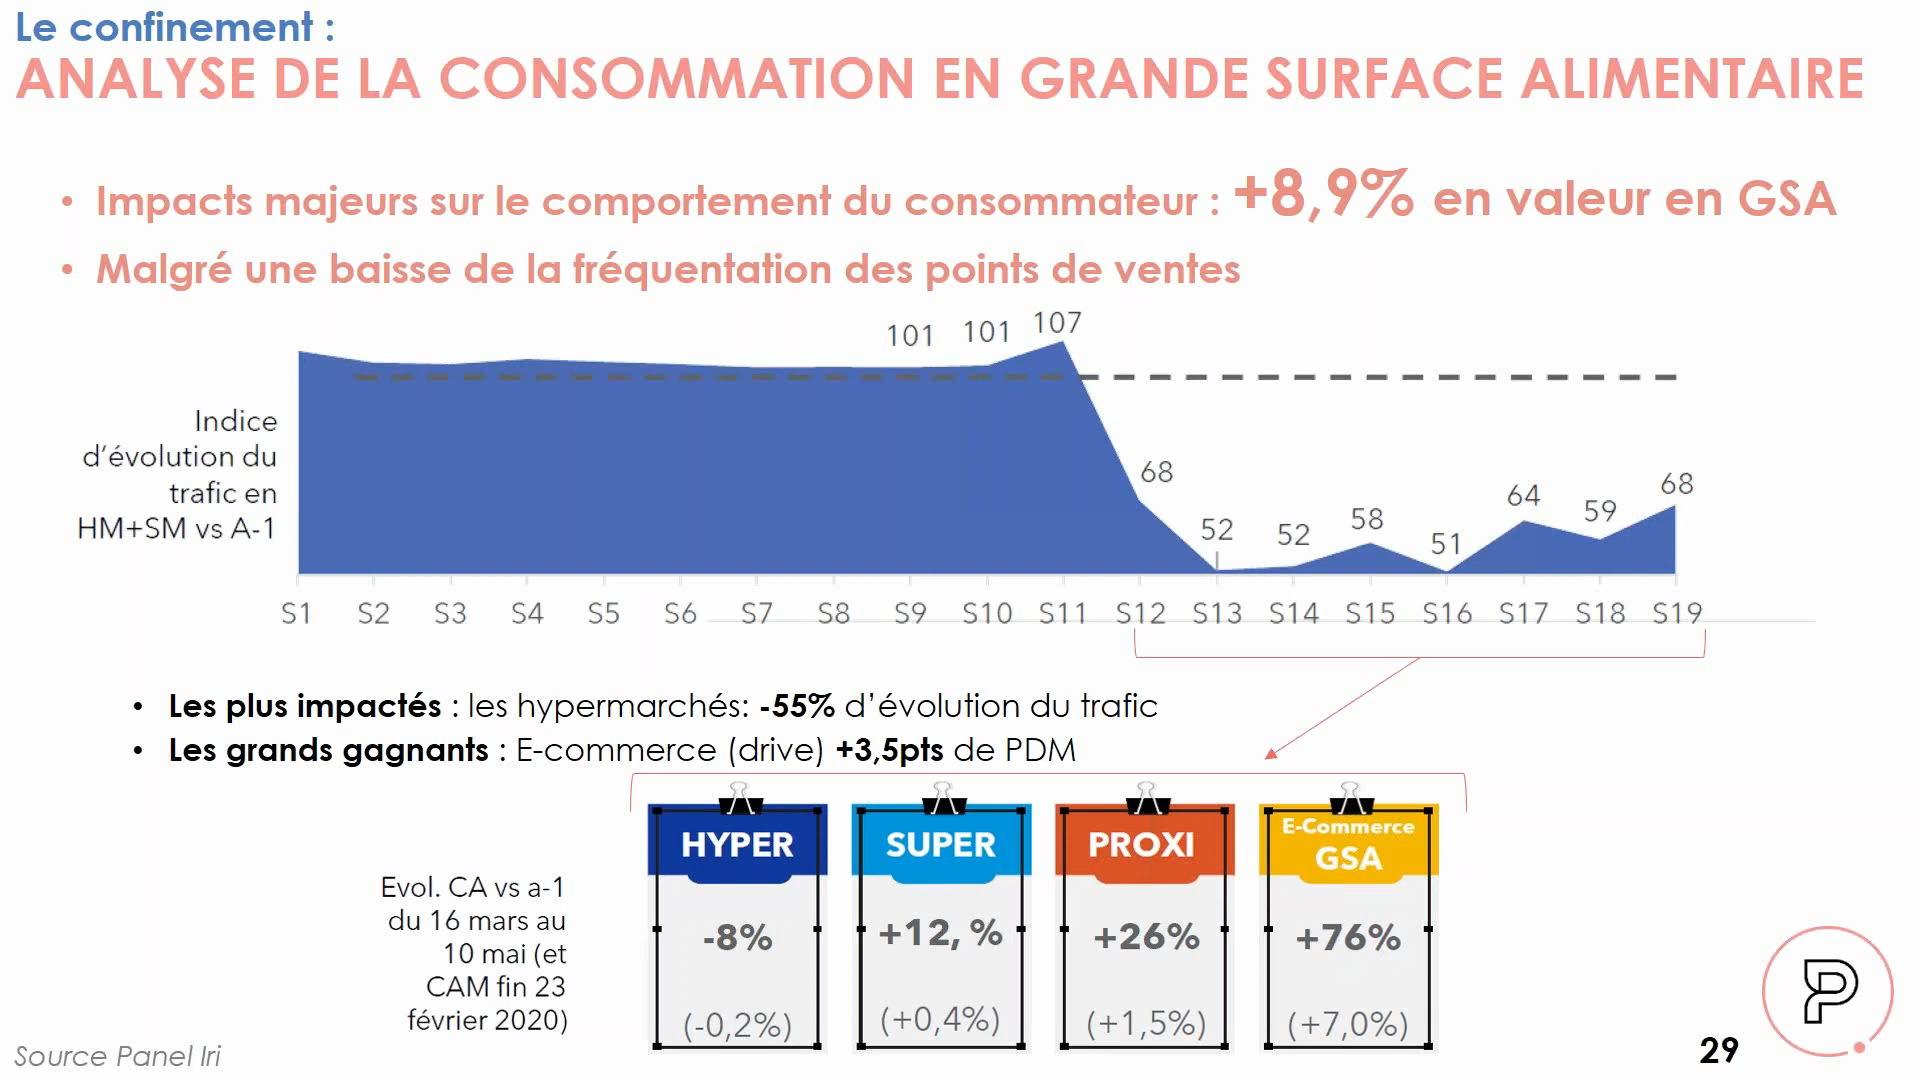 Le confinement :
ANALYSE DE LA CONSOMMATION EN GRANDE SURFACE ALIMENTAIRE
• Impacts majeurs sur le comportement du consommateur : +8,9% en valeur en GSA
• Malgré une baisse de la fréquentation des points de ventes
101 101 107
68
52 52 58 51 64 59 68
Indice
d'évolution du
trafic en
HM+SM vs A-1
S1 S2 S3 S4 S5 S6 S7 S8 S9 S10 S11 S12 S13 S14 S15 S16 S17 S18 S19
• Les plus impactés : les hypermarchés: -55% d'évolution du trafic
• Les grands gagnants : E-commerce (drive) +3,5pts de PDM
HYPER SUPER PROXI E-Commerce
GSA
Evol. CA vs a-1
du 16 mars au
10 mai (et
CAM fin 23
février 2020)
-8% +12, % +26% +76%
(-0,2%) (+0,4%) (+1,5%) (+7,0%)
P
Source Panel Iri
29